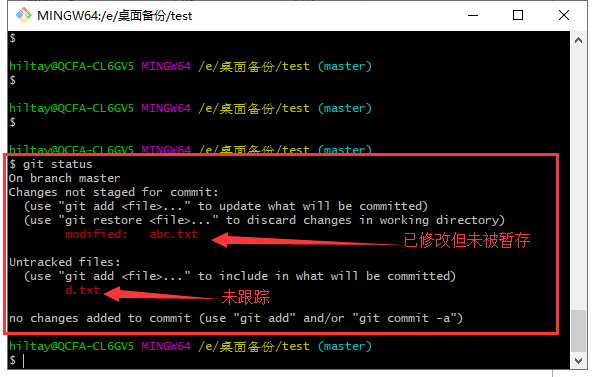 MINGW64:/e/桌面备份/test
$
hiltay@QCFA-CL6GV5 MINGW64 /e/桌面备份/test (master)
$
hiltay@QCFA-CL6GV5 MINGW64 /e/桌面备份/test (master)
$
hiltay@QCFA-CL6GV5 MINGW64 /e/桌面备份/test (master)
$ git status
On branch master
Changes not staged for commit:
(use "git add <file>..." to update what will be committed)
(use "git restore <file>..." to discard changes in working directory)
modified: abc.txt 已修改但未被暂存
Untracked files:
(use "git add <file>..." to include in what will be committed)
d.txt 未跟踪
no changes added to commit (use "git add" and/or "git commit -a")
hiltay@QCFA-CL6GV5 MINGW64 /e/桌面备份/test (master)
$